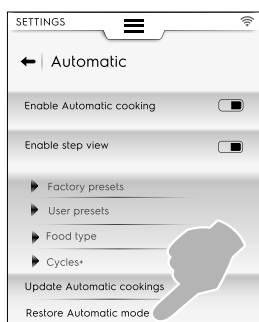 SETTINGS
Automatic
Enable Automatic cooking
Enable step view
Factory presets
User presets
Food type
Cycles+
Update Automatic cookings
Restore Automatic mode